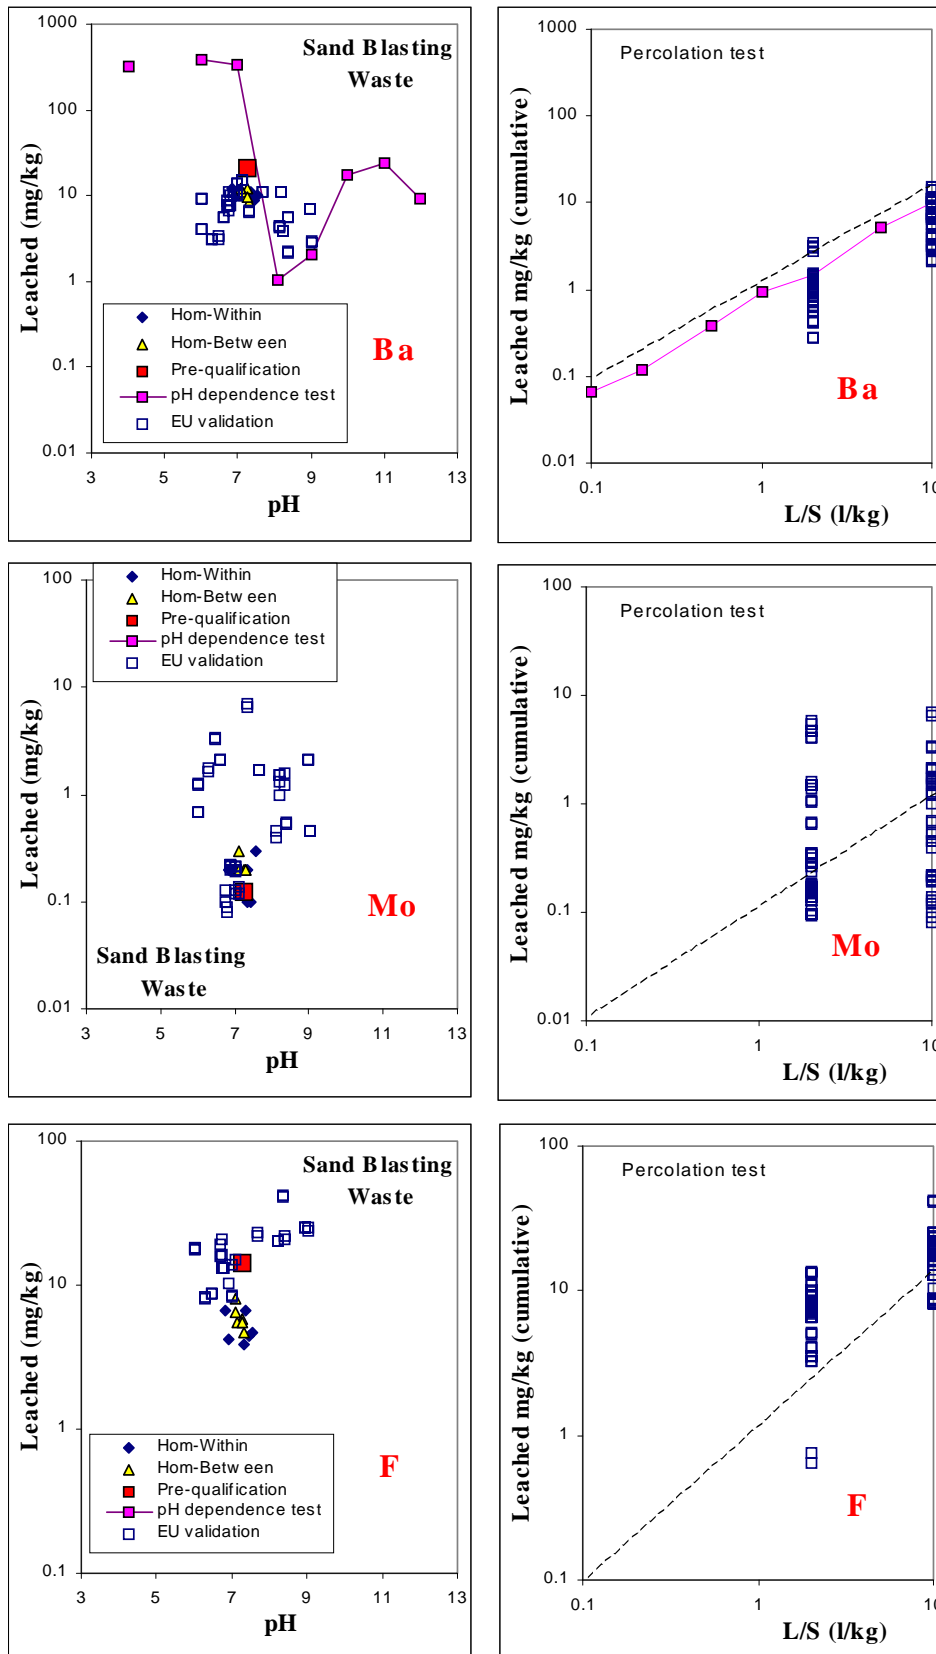 1000
100
10
1
0.1
0.01
Leached (mg/kg)
Sand Blasting
Waste
Hom-Within
Hom-Betw een
Pre-qualification
pH dependence test
EU validation
Ba
3 5 7 9 11 13
pH
1000
100
10
1
0.1
0.01
Leached mg/kg (cumulative)
Percolation test
Ba
0.1 1 10
L/S (l/kg)
Hom-Within
Hom-Betw een
Pre-qualification
pH dependence test
EU validation
100
10
1
0.1
0.01
Leached (mg/kg)
Mo
Sand Blasting
Waste
3 5 7 9 11 13
pH
100
10
1
0.1
0.01
Leached mg/kg (cumulative)
Percolation test
Mo
0.1 1 10
L/S (l/kg)
100
10
1
0.1
Leached (mg/kg)
Sand Blasting
Waste
Hom-Within
Hom-Betw een
Pre-qualification
pH dependence test
EU validation
F
3 5 7 9 11 13
pH
100
10
1
0.1
Leached mg/kg (cumulative)
Percolation test
F
0.1 1 10
L/S (l/kg)